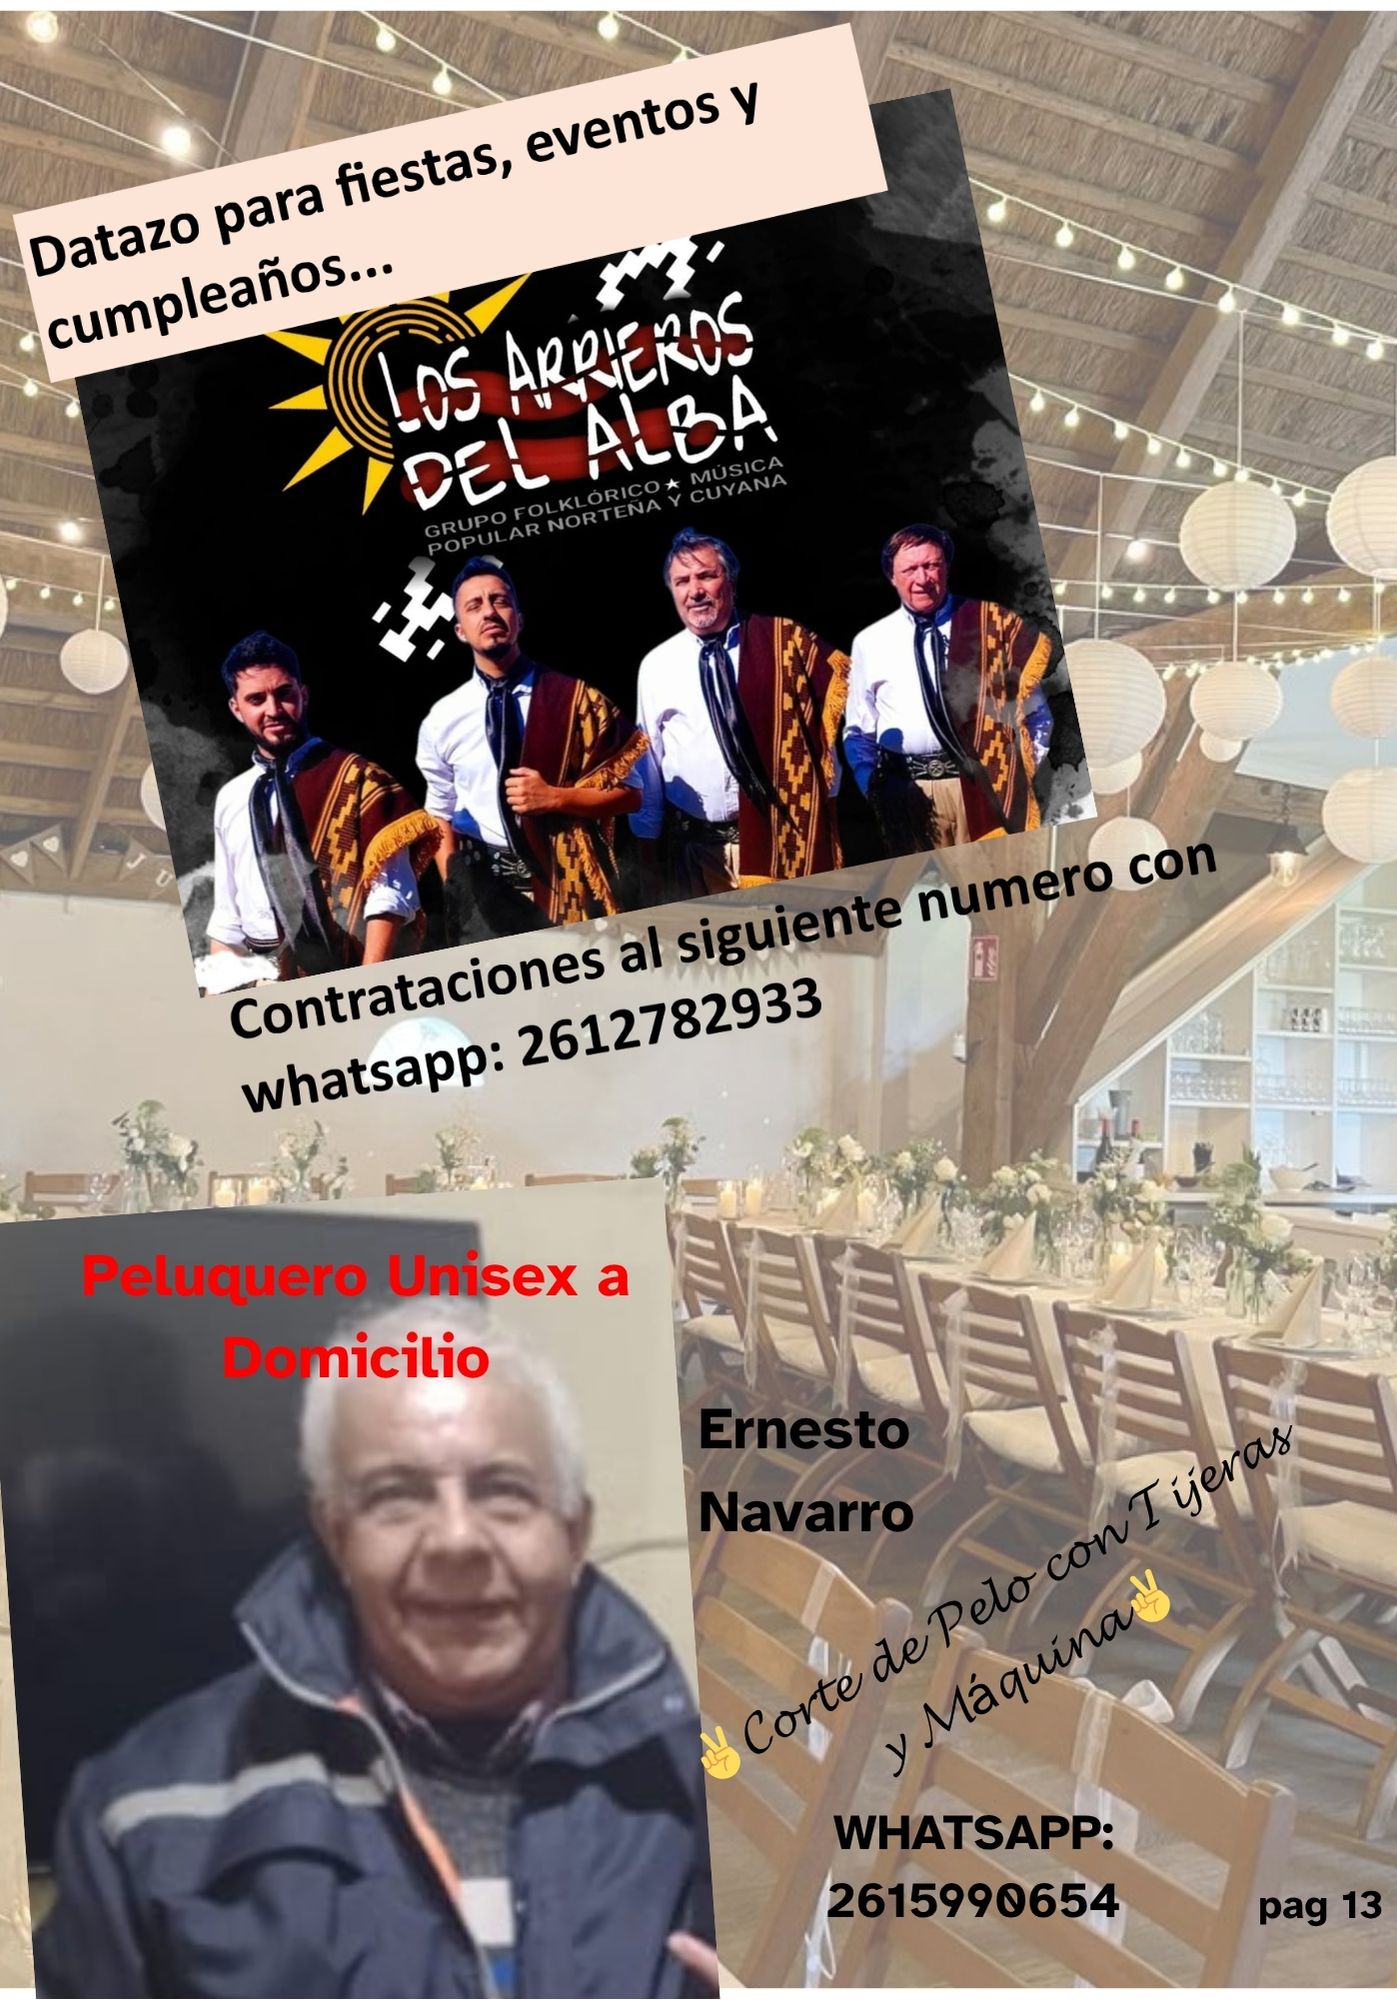 Datazo para fiestas, eventos y
cumpleaños...
LOS ARRIEROS
DEL ALBA
GRUPO FOLKLÓRICO ★ MÚSICA
POPULAR NORTEÑA Y CUYANA
Contrataciones al siguiente numero con
whatsapp: 2612782933
Peluquero Unisex a
Domicilio
Ernesto
Navarro
✌Corte de Pelo con Tijeras
y Máquina✌
WHATSAPP:
2615990654
pag 13